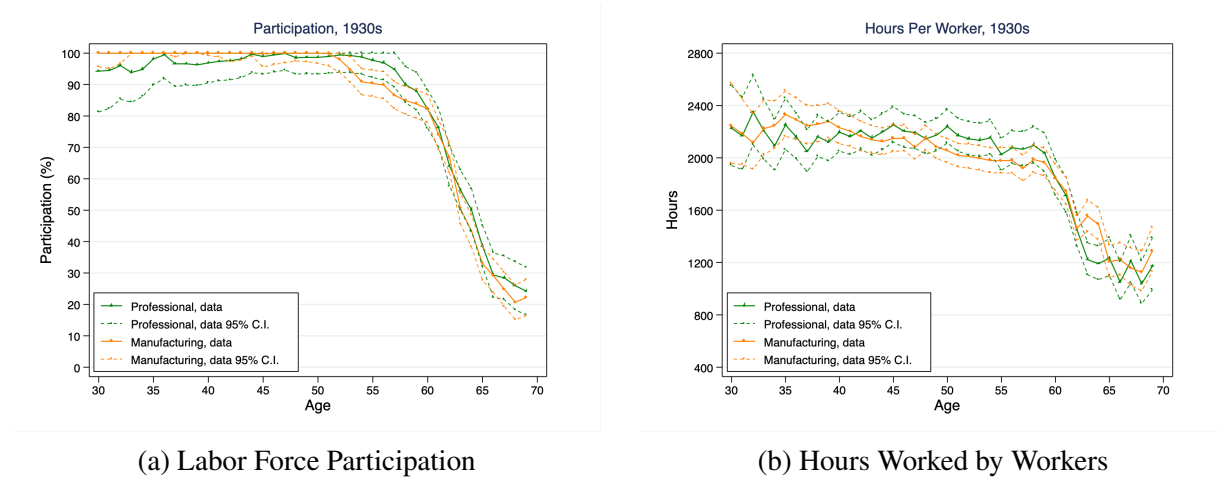 Participation, 1930s
Participation (%)
100
90
80
70
60
50
40
30
20
10
0
Professional, data
Professional, data 95% C.I.
Manufacturing, data
Manufacturing, data 95% C.I.
30 35 40 45 50 55 60 65 70
Age
(a) Labor Force Participation
Hours Per Worker, 1930s
Hours
2800
2400
2000
1600
1200
800
400
Professional, data
Professional, data 95% C.I.
Manufacturing, data
Manufacturing, data 95% C.I.
30 35 40 45 50 55 60 65 70
Age
(b) Hours Worked by Workers